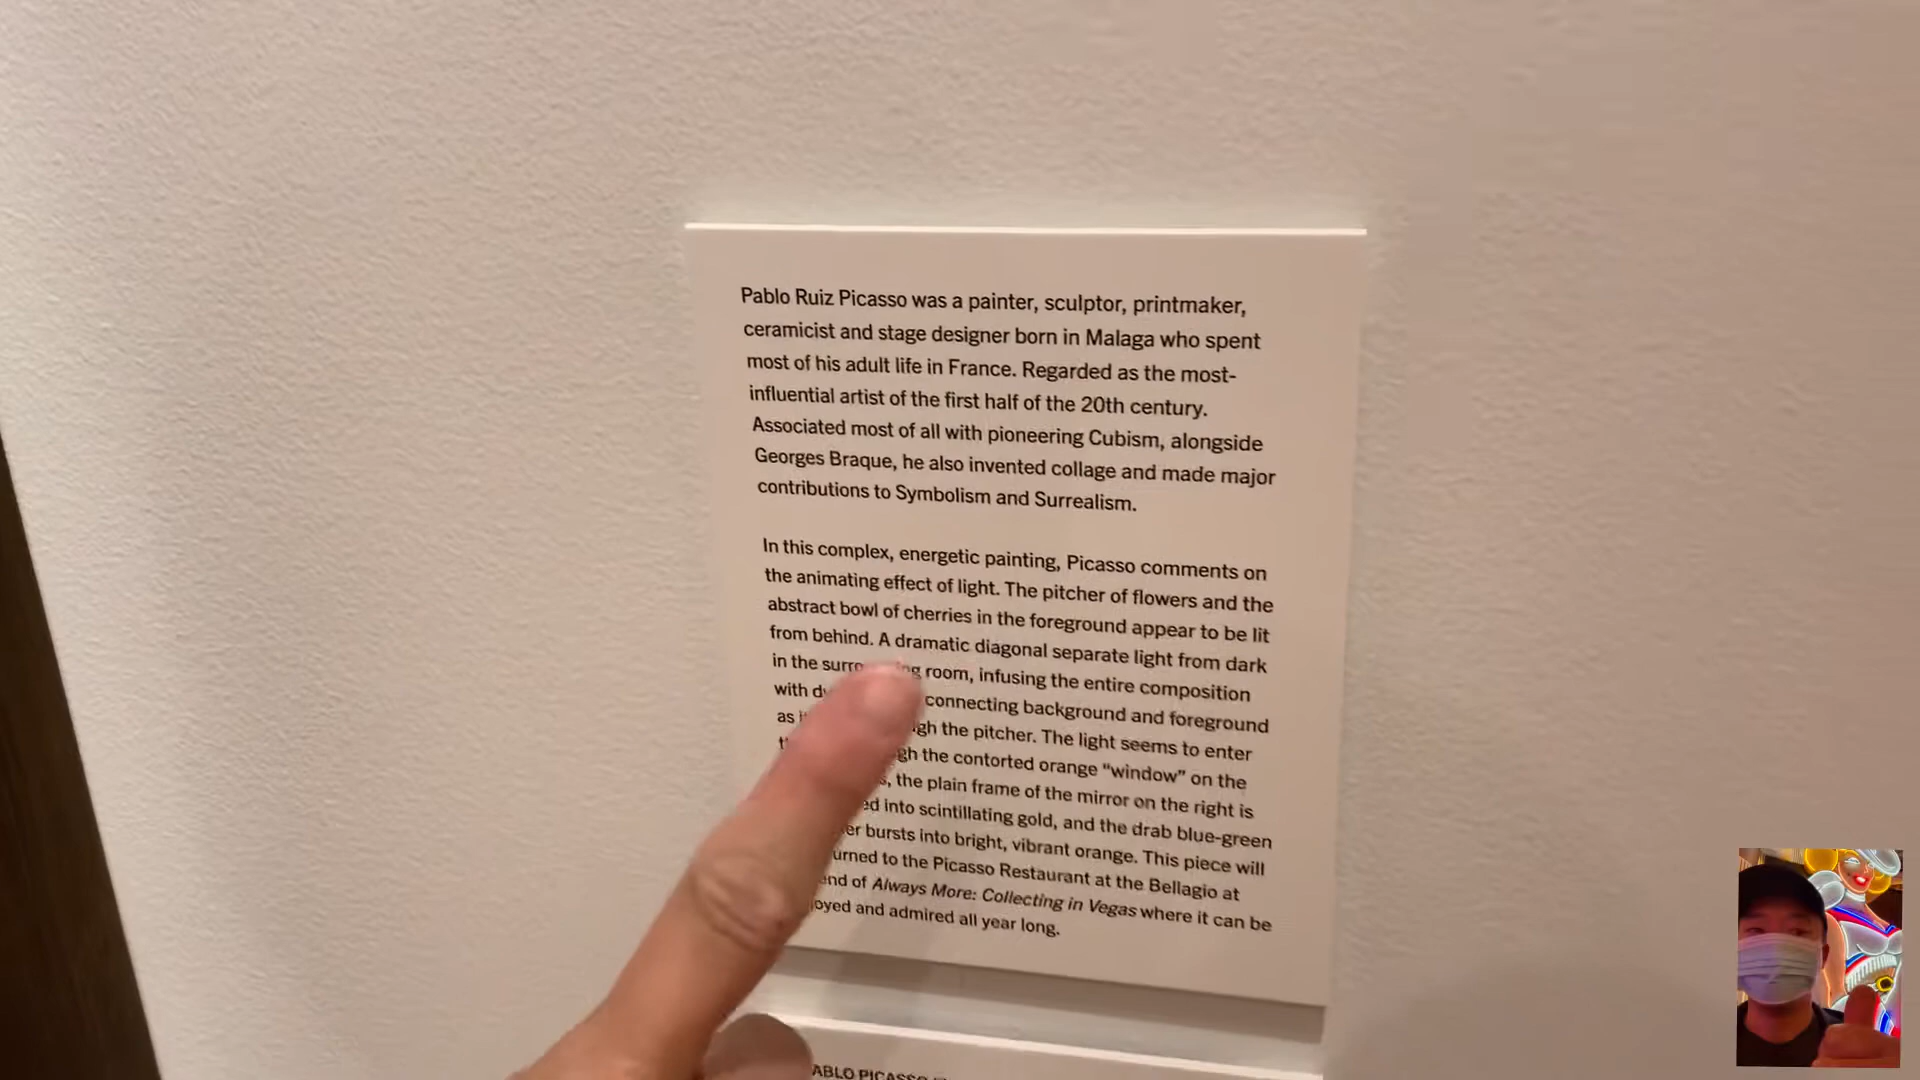 Pablo Ruiz Picasso was a painter, sculptor, printmaker,
ceramicist and stage designer born in Malaga who spent
most of his adult life in France. Regarded as the most-
influential artist of the first half of the 20th century.
Associated most of all with pioneering Cubism, alongside
Georges Braque, he also invented collage and made major
contributions to Symbolism and Surrealism.
In this complex, energetic painting, Picasso comments on
the animating effect of light. The pitcher of flowers and the
abstract bowl of cherries in the foreground appear to be lit
from behind. A dramatic diagonal separate light from dark
in the room, infusing the entire composition
with connecting background and foreground
as the pitcher. The light seems to enter
the contorted orange “window” on the
the plain frame of the mirror on the right is
into scintillating gold, and the drab blue-green
bursts into bright, vibrant orange. This piece will
to the Picasso Restaurant at the Bellagio at
of Always More: Collecting in Vegas where it can be
and admired all year long.